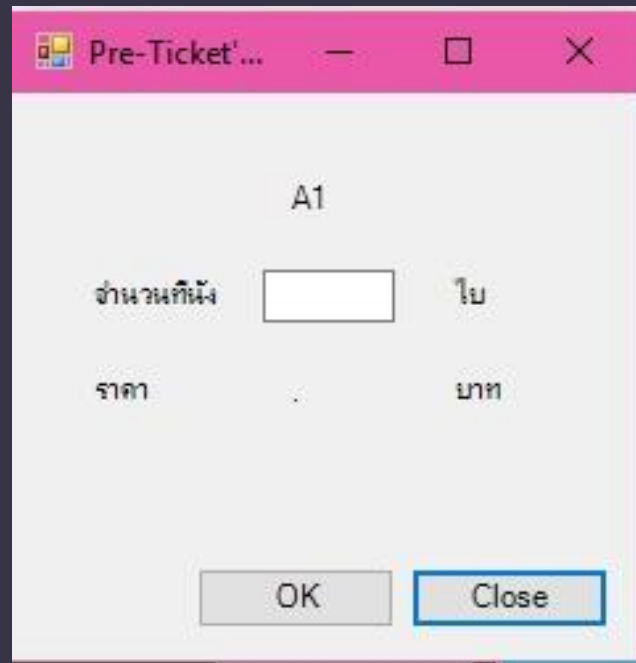 Pre-Ticket'...
A1
จำนวนที่นั่ง ใบ
ราคา . บาท
OK Close